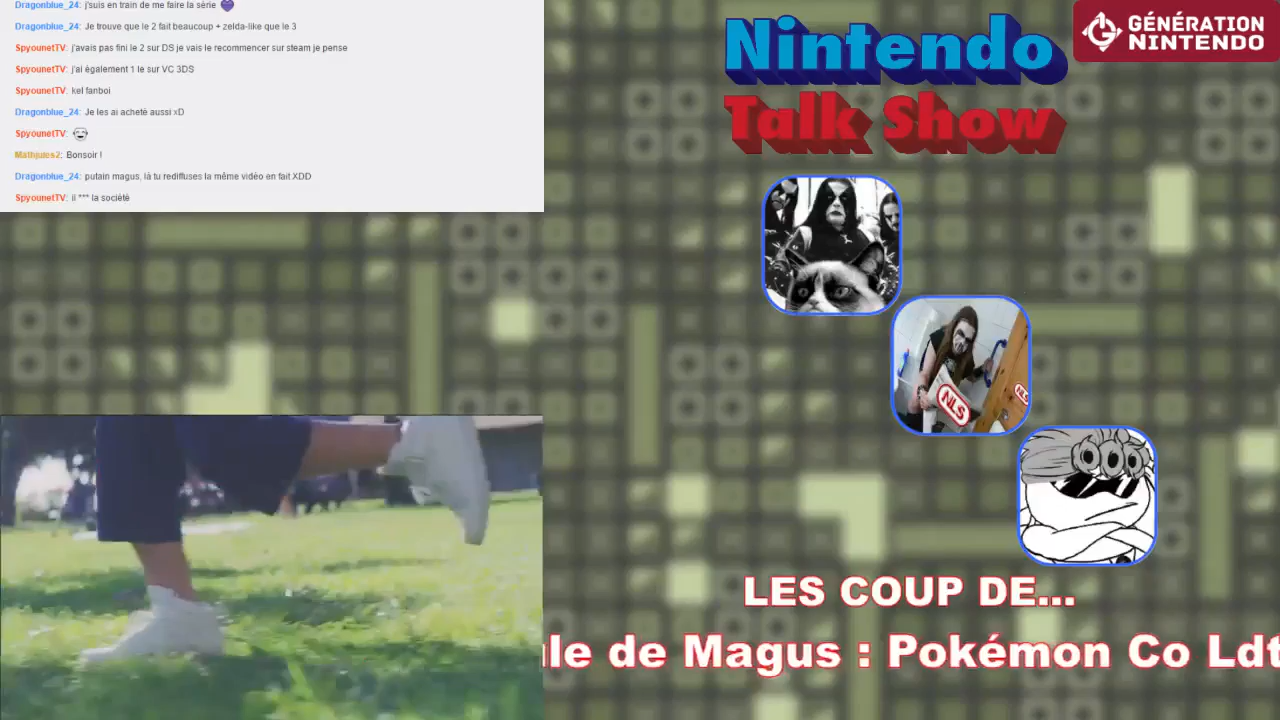 Dragonblue_24: j'suis en train de me faire la série
Dragonblue_24: Je trouve que le 2 fait beaucoup + zelda-like que le 3
SpyounetTV: j'avais pas fini le 2 sur DS je vais le recommencer sur steam je pense
SpyounetTV: j'ai également 1 le sur VC 3DS
SpyounetTV: kel fanboi
Dragonblue_24: Je les ai acheté aussi xD
SpyounetTV:
Mathjules2: Bonsoir !
Dragonblue_24: putain magus, là tu rediffuses la même vidéo en fait XDD
SpyounetTV: il *** la société
Nintendo
Talk Show
GÉNÉRATION
NINTENDO
NLS
LES COUP DE...
le de Magus : Pokémon Co Ldt